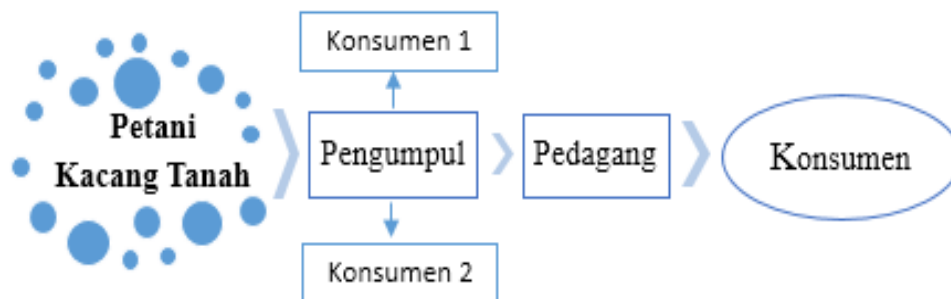 Konsumen 1
Petani
Kacang Tanah
Pengumpul
Pedagang
Konsumen
Konsumen 2